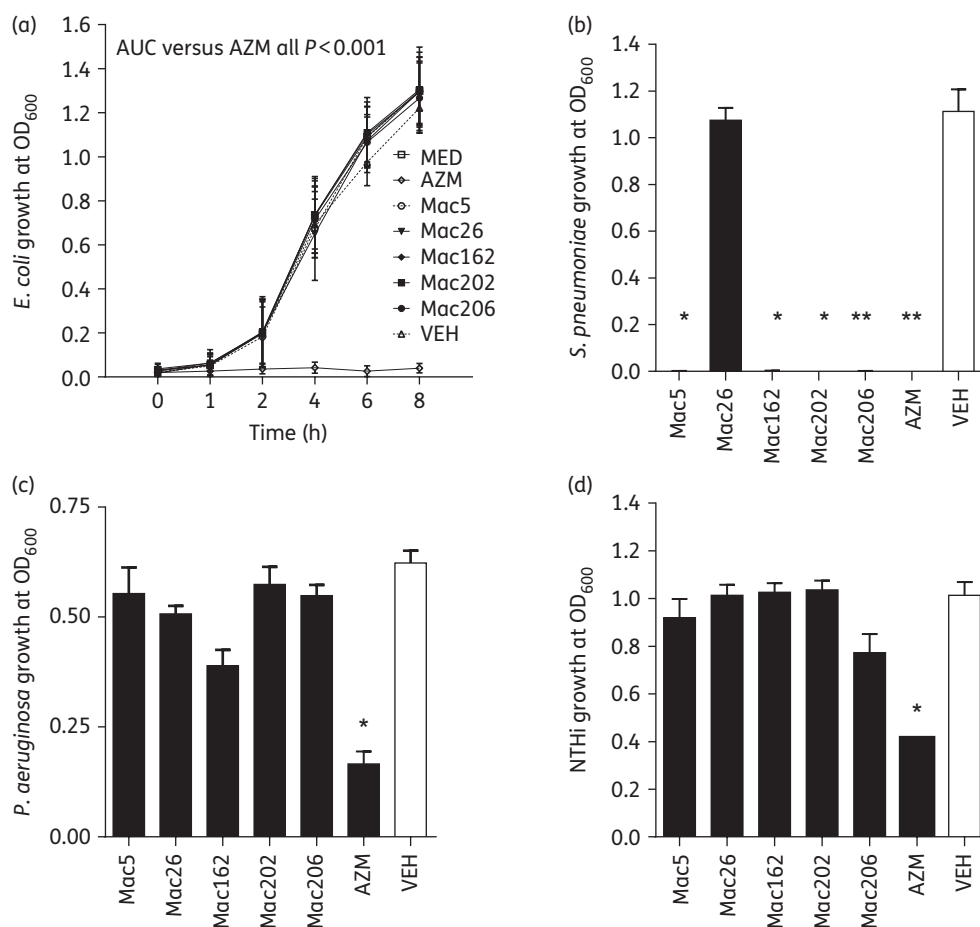 (a)
1.6
1.4
1.2
1.0
0.8
0.6
0.4
0.2
0.0
E. coli growth at OD600
AUC versus AZM all P<0.001
MED
AZM
Mac5
Mac26
Mac162
Mac202
Mac206
VEH
0 1 2 4 6 8
Time (h)
(b)
1.4
1.2
1.0
0.8
0.6
0.4
0.2
0.0
S. pneumoniae growth at OD600
* * * ** **
Mac5 Mac26 Mac162 Mac202 Mac206 AZM VEH
(c)
0.75
0.50
0.25
0.00
P. aeruginosa growth at OD600
*
Mac5 Mac26 Mac162 Mac202 Mac206 AZM VEH
(d)
1.4
1.2
1.0
0.8
0.6
0.4
0.2
0.0
NTHi growth at OD600
*
Mac5 Mac26 Mac162 Mac202 Mac206 AZM VEH